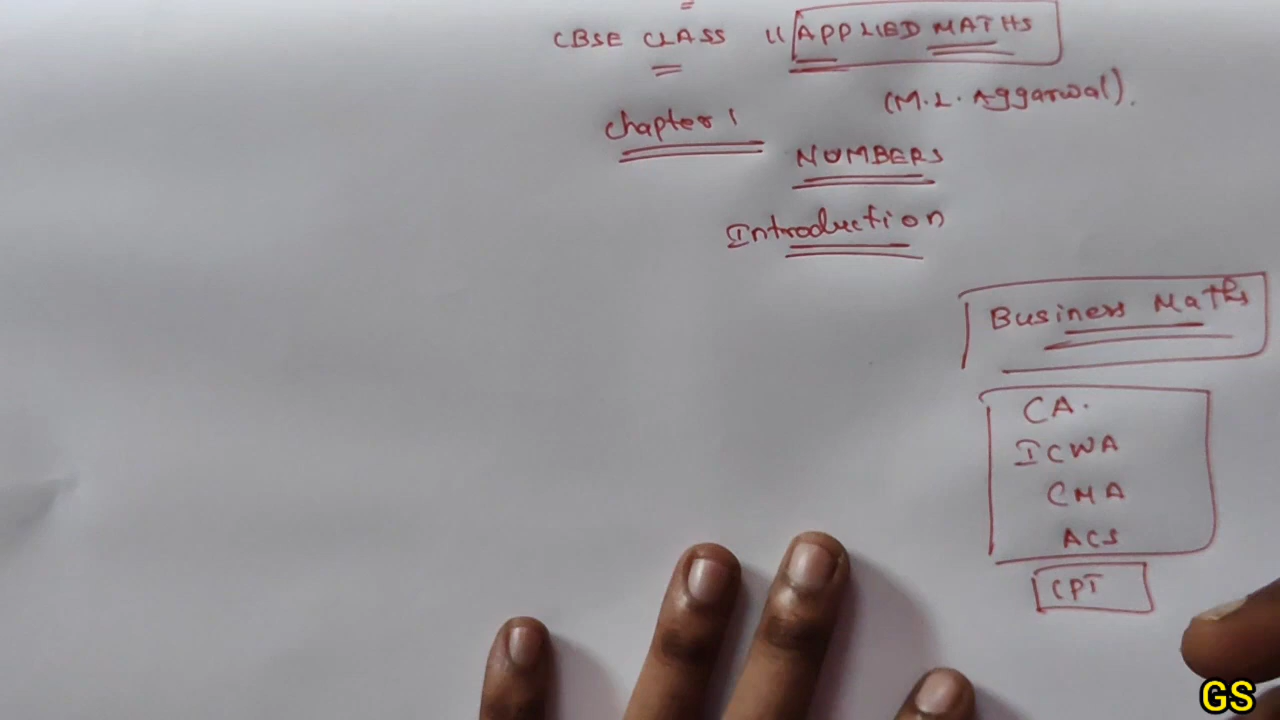 CBSE CLASS 11 APPLIED MATHS
(M.L. Aggarwal).
Chapter 1
NUMBERS
Introduction
Business Maths
CA.
ICWA
CMA
ACS
CPT
GS